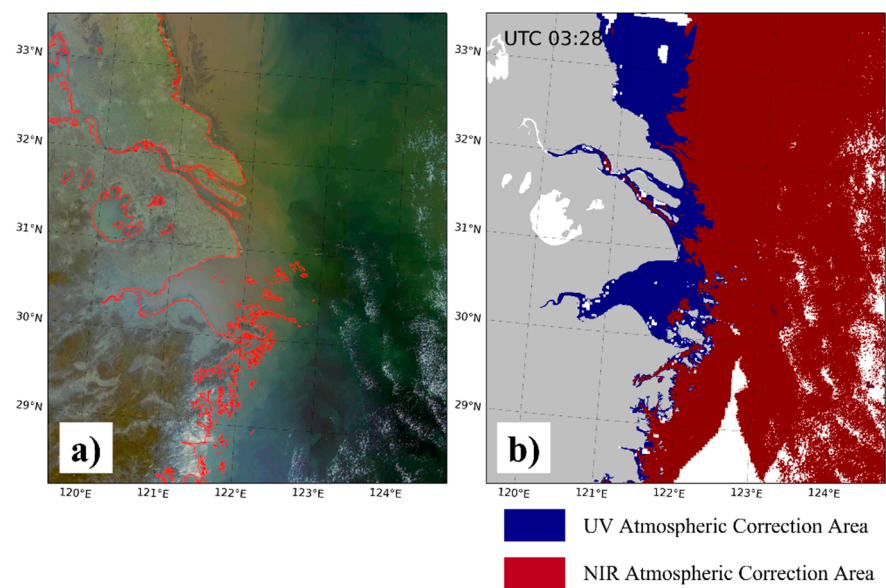 33°N
32°N
31°N
30°N
29°N
a)
120°E
121°E
122°E
123°E
124°E
UTC 03:28
33°N
32°N
31°N
30°N
29°N
b)
120°E
121°E
122°E
123°E
124°E
UV Atmospheric Correction Area
NIR Atmospheric Correction Area